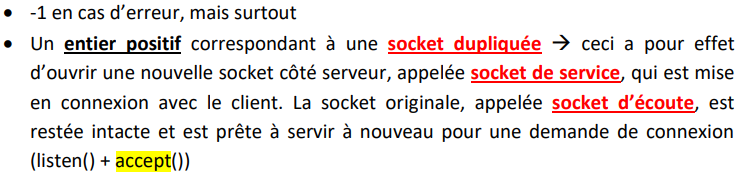 • -1 en cas d’erreur, mais surtout
• Un entier positif correspondant à une socket dupliquée → ceci a pour effet
d’ouvrir une nouvelle socket côté serveur, appelée socket de service, qui est mise
en connexion avec le client. La socket originale, appelée socket d’écoute, est
restée intacte et est prête à servir à nouveau pour une demande de connexion
(listen() + accept())